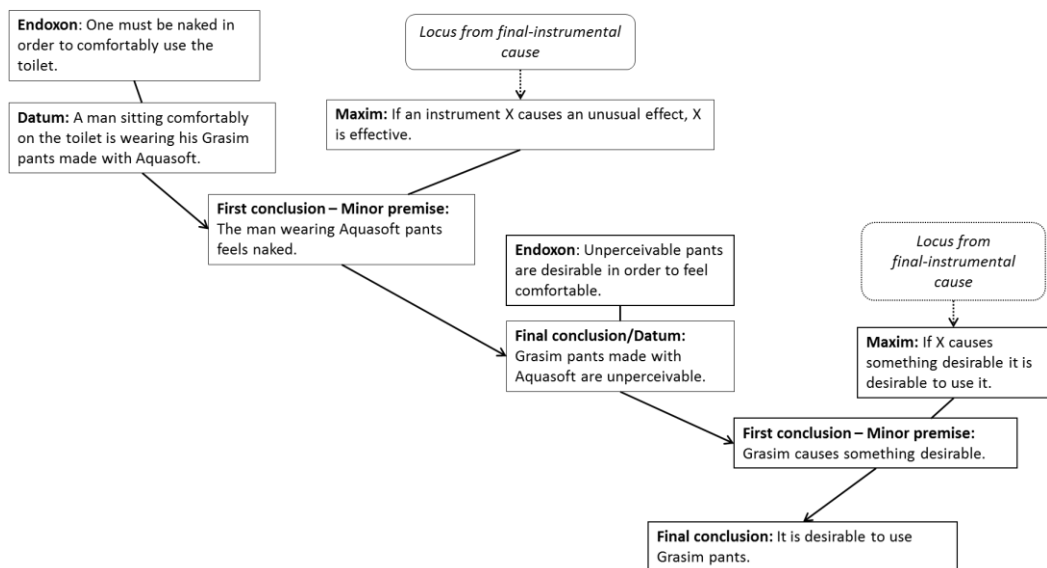 Endoxon: One must be naked in
order to comfortably use the
toilet.
Locus from final-instrumental
cause
Datum: A man sitting comfortably
on the toilet is wearing his Grasim
pants made with Aquasoft.
Maxim: If an instrument X causes an unusual effect, X
is effective.
First conclusion – Minor premise:
The man wearing Aquasoft pants
feels naked.
Endoxon: Unperceivable pants
are desirable in order to feel
comfortable.
Locus from
final-instrumental
cause
Final conclusion/Datum:
Grasim pants made with
Aquasoft are unperceivable.
Maxim: If X causes
something desirable it is
desirable to use it.
First conclusion – Minor premise:
Grasim causes something desirable.
Final conclusion: It is desirable to use
Grasim pants.